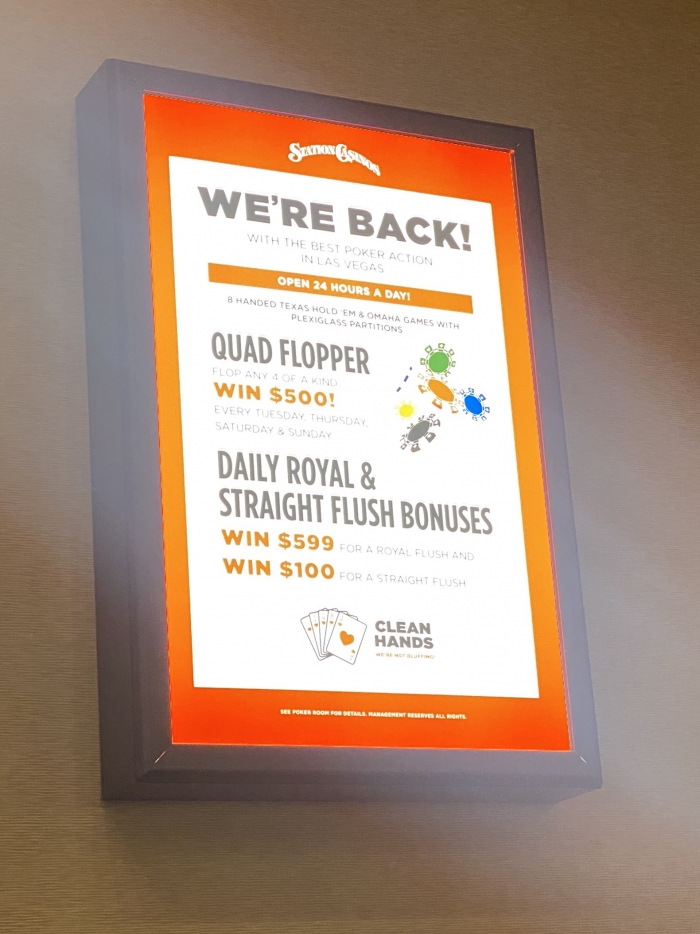 STATION CASINOS
WE'RE BACK!
WITH THE BEST POKER ACTION
IN LAS VEGAS
OPEN 24 HOURS A DAY!
8 HANDED TEXAS HOLD 'EM & OMAHA GAMES WITH
PLEXIGLASS PARTITIONS
QUAD FLOPPER
FLOP ANY 4 OF A KIND
WIN $500!
EVERY TUESDAY, THURSDAY,
SATURDAY & SUNDAY
DAILY ROYAL &
STRAIGHT FLUSH BONUSES
WIN $599 FOR A ROYAL FLUSH AND
WIN $100 FOR A STRAIGHT FLUSH
CLEAN
HANDS
WE'RE NOT BLUFFING!
SEE POKER ROOM FOR DETAILS. MANAGEMENT RESERVES ALL RIGHTS.